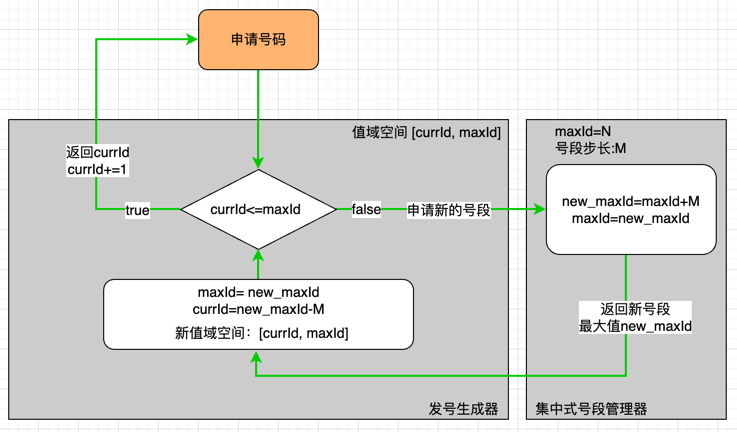 申请号码
值域空间 [currId, maxId]
maxId=N
号段步长:M
返回currId
currId+=1
true
currId<=maxId
false
申请新的号段
new_maxId=maxId+M
maxId=new_maxId
maxId= new_maxId
currId=new_maxId-M
新值域空间：[currId, maxId]
返回新号段
最大值new_maxId
发号生成器
集中式号段管理器